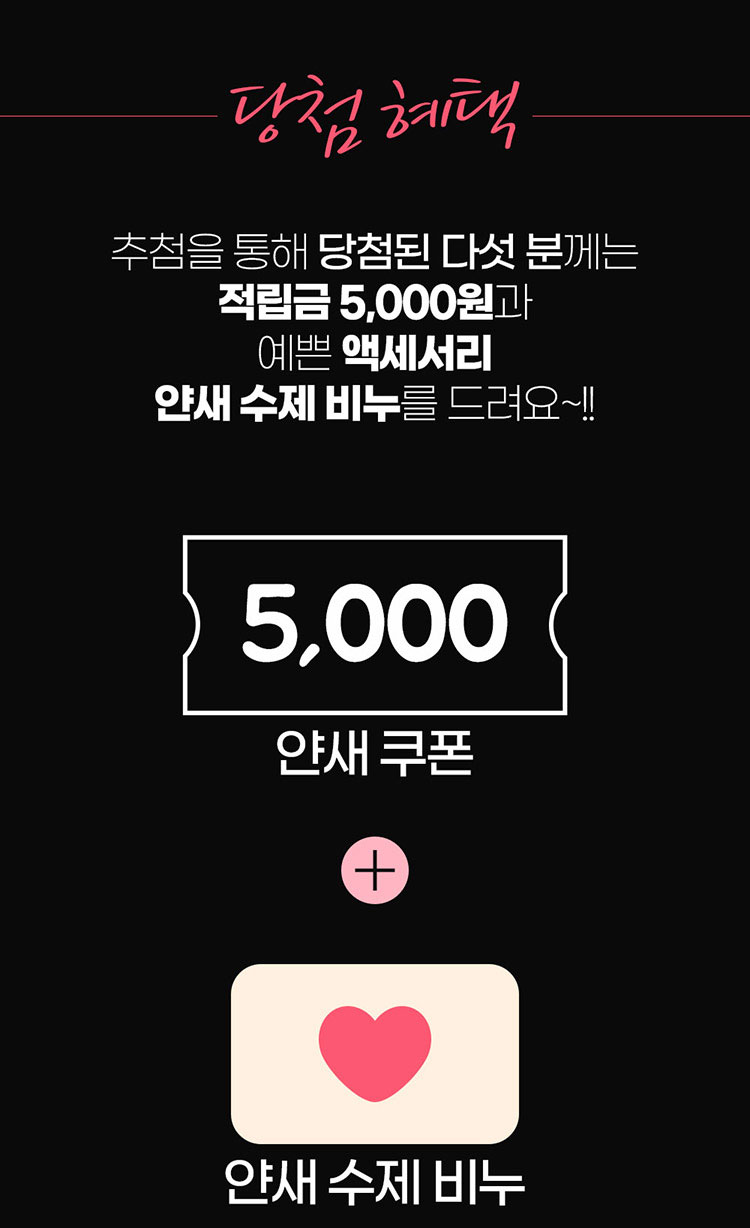 당첨 혜택
추첨을 통해 당첨된 다섯 분께는
적립금 5,000원과
예쁜 액세서리
얀새 수제 비누를 드려요~!!
5,000
얀새 쿠폰
+
얀새 수제 비누